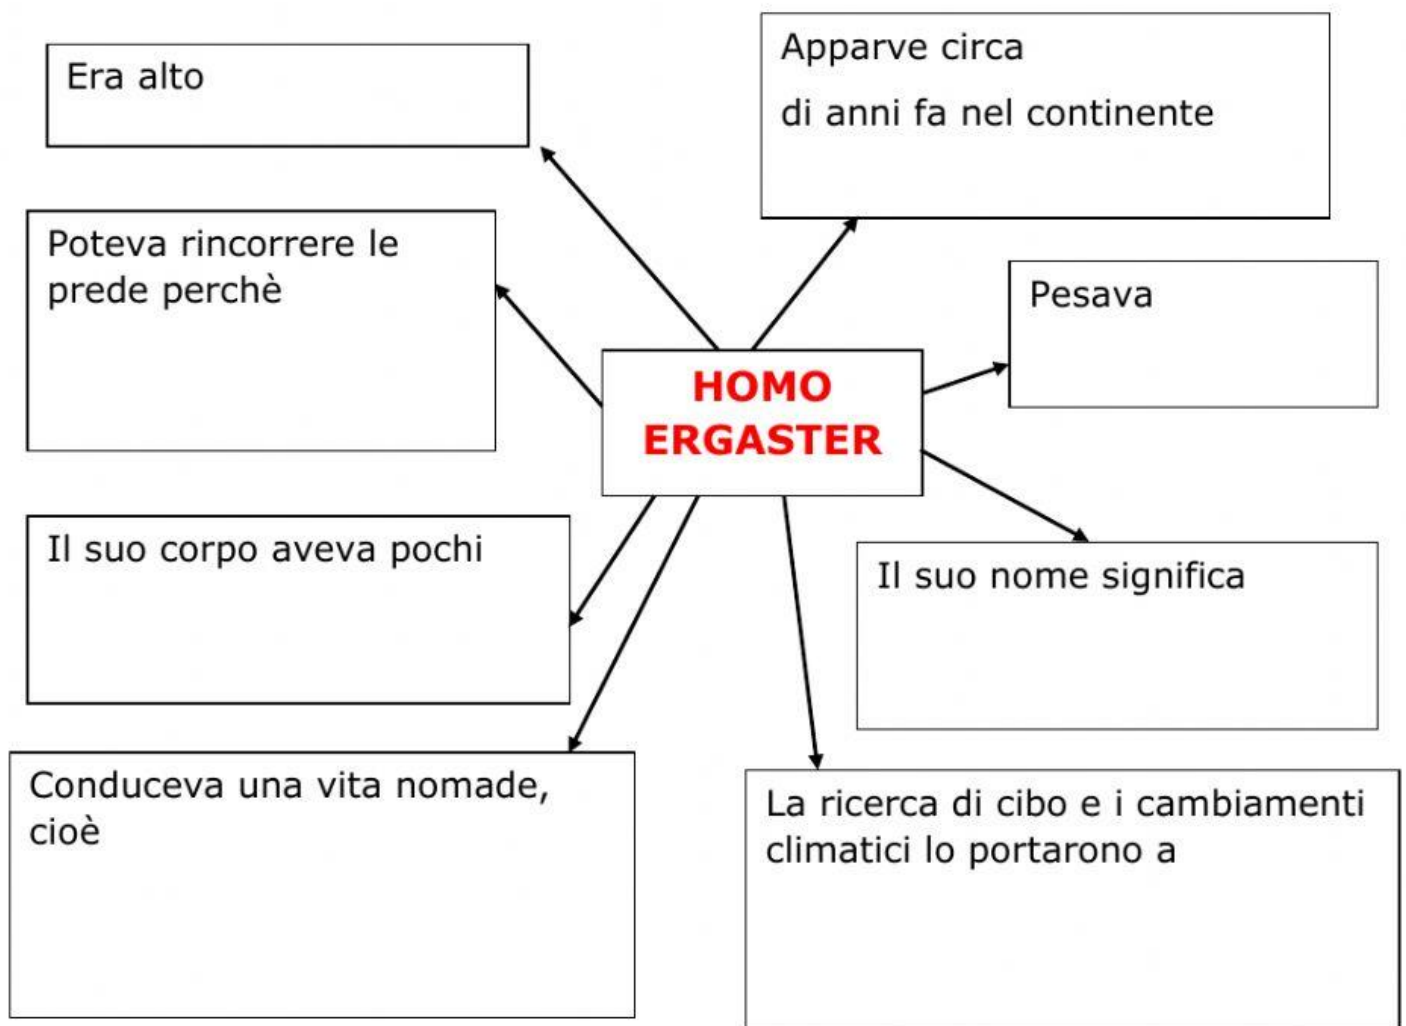 Era alto
Apparve circa
di anni fa nel continente
Poteva rincorrere le
prede perchè
Pesava
HOMO
ERGASTER
Il suo corpo aveva pochi
Il suo nome significa
Conduceva una vita nomade,
cioè
La ricerca di cibo e i cambiamenti
climatici lo portarono a